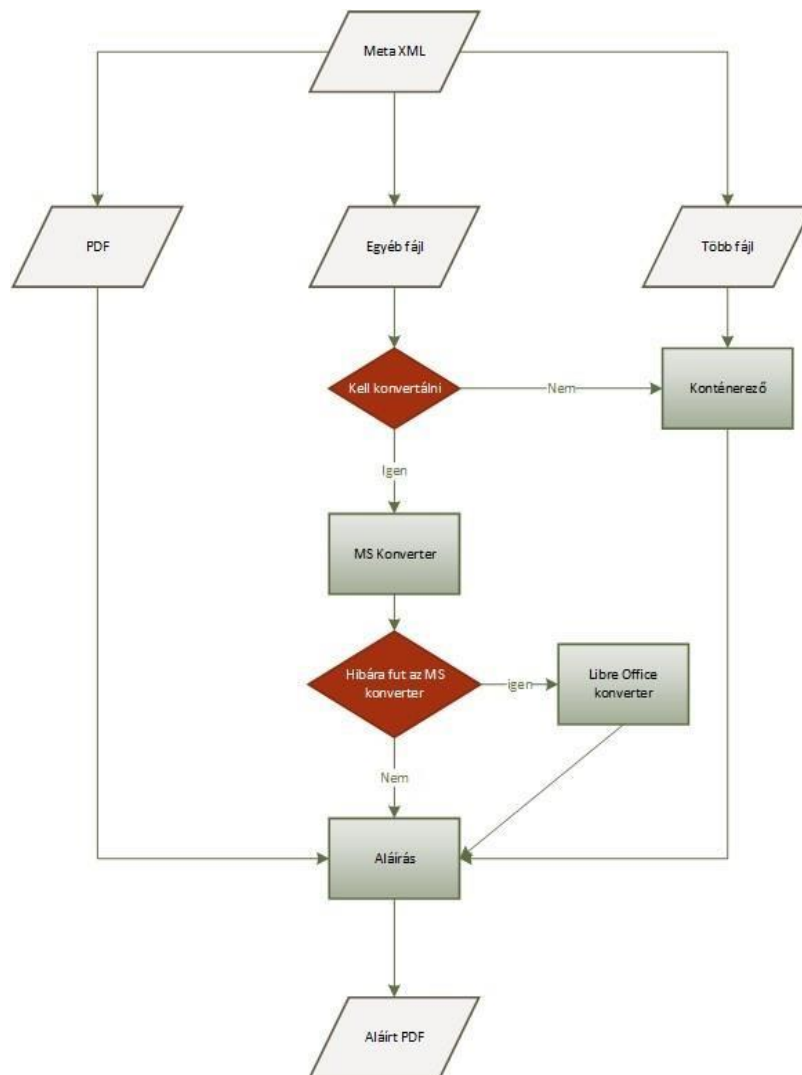 Meta XML
PDF
Egyéb fájl
Több fájl
Kell konvertálni
Nem
Konténerező
Igen
MS Konverter
Hibára fut az MS
konverter
igen
Libre Office
konverter
Nem
Aláírás
Aláírt PDF